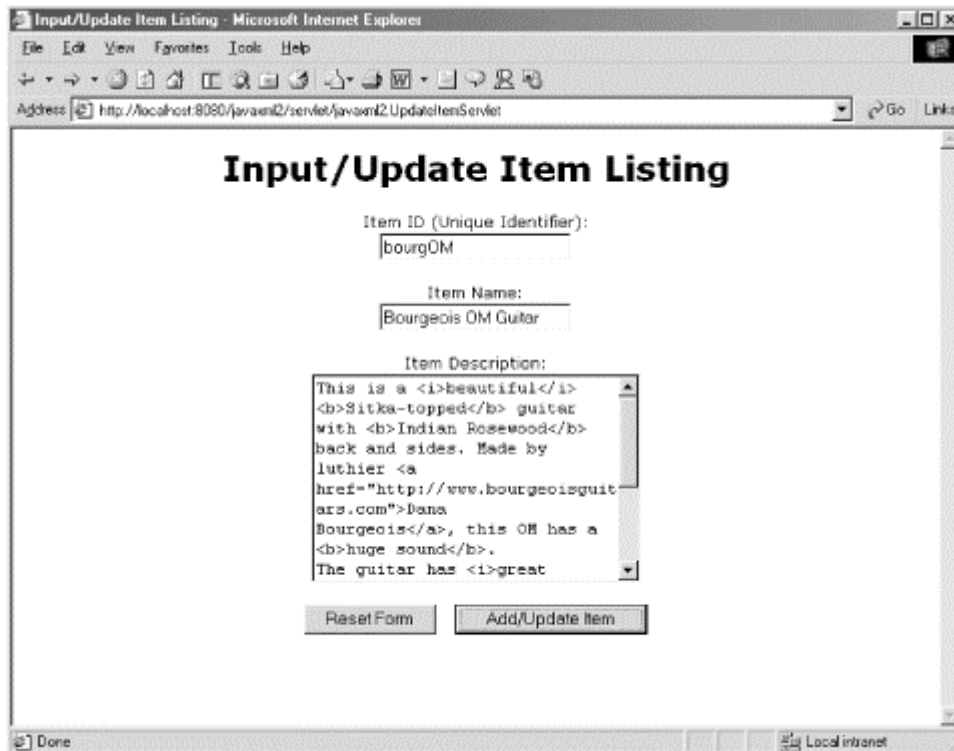 Input/Update Item Listing - Microsoft Internet Explorer
File Edit View Favorites Tools Help
Address http://localhost:8080/javaxml2/servlet/javaxml2.UpdateItemServlet Go Links
Input/Update Item Listing
Item ID (Unique Identifier):
bourgOM
Item Name:
Bourgeois OM Guitar
Item Description:
This is a <i>beautiful</i>
<b>Sitka-topped</b> guitar
with <b>Indian Rosewood</b>
back and sides. Made by
luthier <a
href="http://www.bourgeoisguit
ars.com">Dana
Bourgeois</a>, this OM has a
<b>huge sound</b>.
The guitar has <i>great
Reset Form Add/Update Item
Done Local intranet